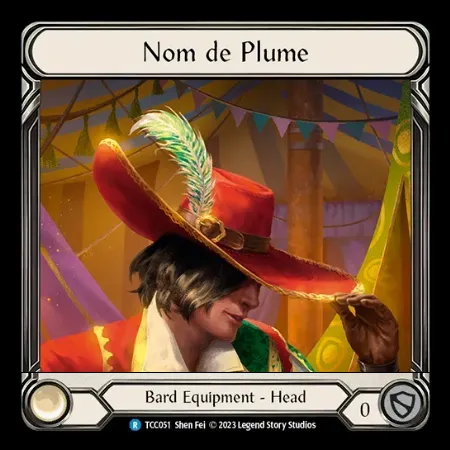 Nom de Plume
Bard Equipment - Head
0
R TCC051 Shen Fei © 2023 Legend Story Studios